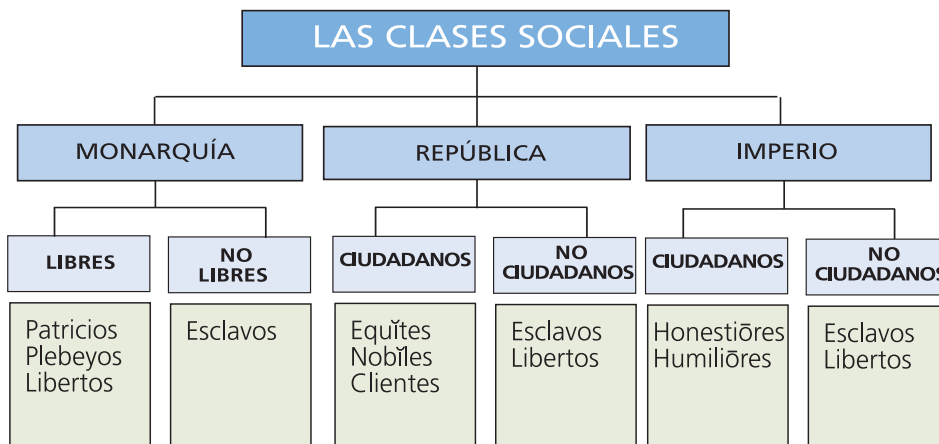 LAS CLASES SOCIALES
MONARQUÍA
REPÚBLICA
IMPERIO
LIBRES
NO
LIBRES
CIUDADANOS
NO
CIUDADANOS
CIUDADANOS
NO
CIUDADANOS
Patricios
Plebeyos
Libertos
Esclavos
Equĭtes
Nobĭles
Clientes
Esclavos
Libertos
Honestiōres
Humiliōres
Esclavos
Libertos